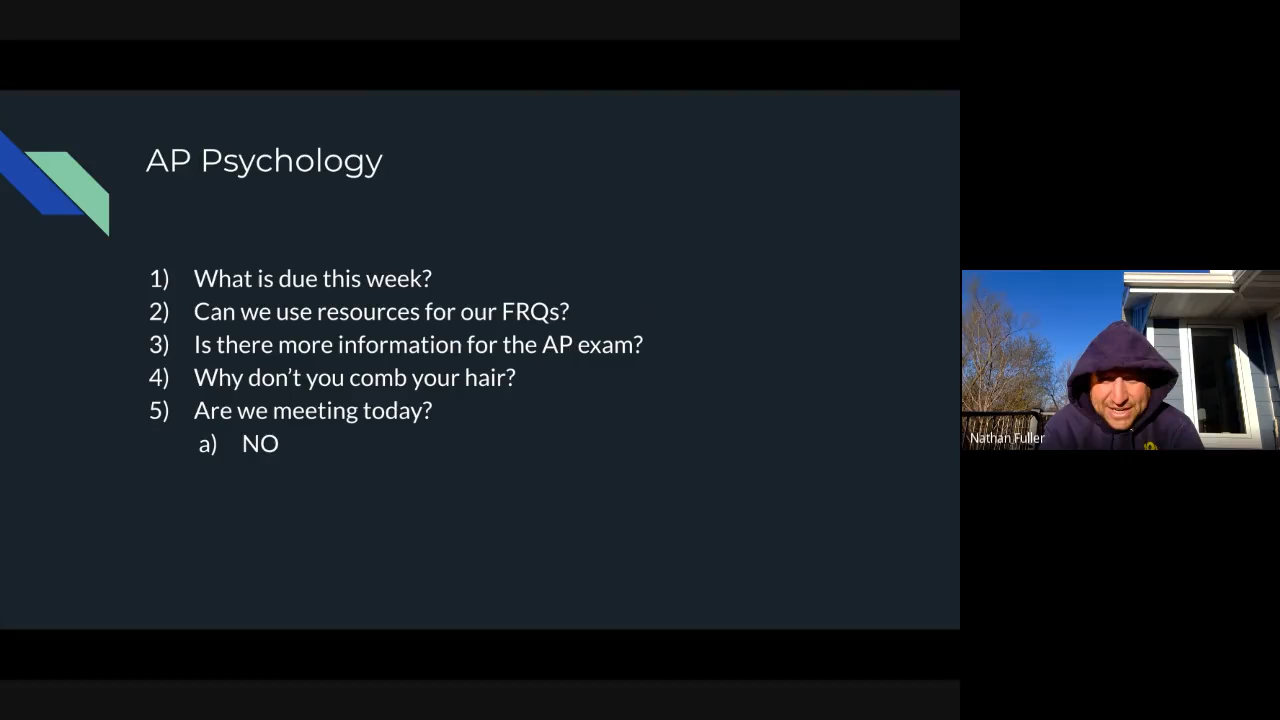 AP Psychology
1) What is due this week?
2) Can we use resources for our FRQs?
3) Is there more information for the AP exam?
4) Why don’t you comb your hair?
5) Are we meeting today?
a) NO
Nathan Fuller